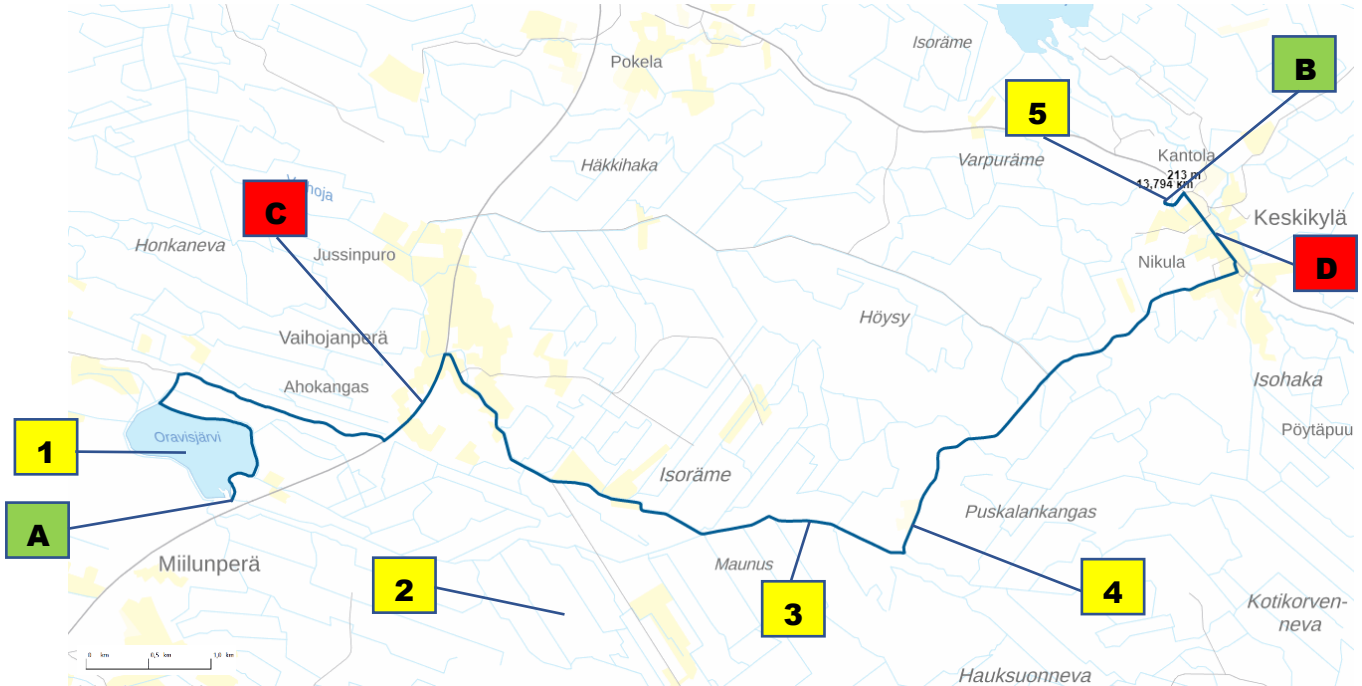 Isoräme
Pokela
B
5
Häkkihaka
Varpuräme
Kantola
213 m
13,794 km
C
Keskikylä
Honkaneva
Jussinpuro
Nikula
D
Höysy
Vaihojanperä
Ahokangas
Isohaka
Oravisjärvi
Pöytäpuu
1
Isoräme
A
Puskalankangas
Miilunperä
Maunus
2
3
4
Kotikorven-
neva
0 km 0,5 km 1,0 km
Hauksuonneva